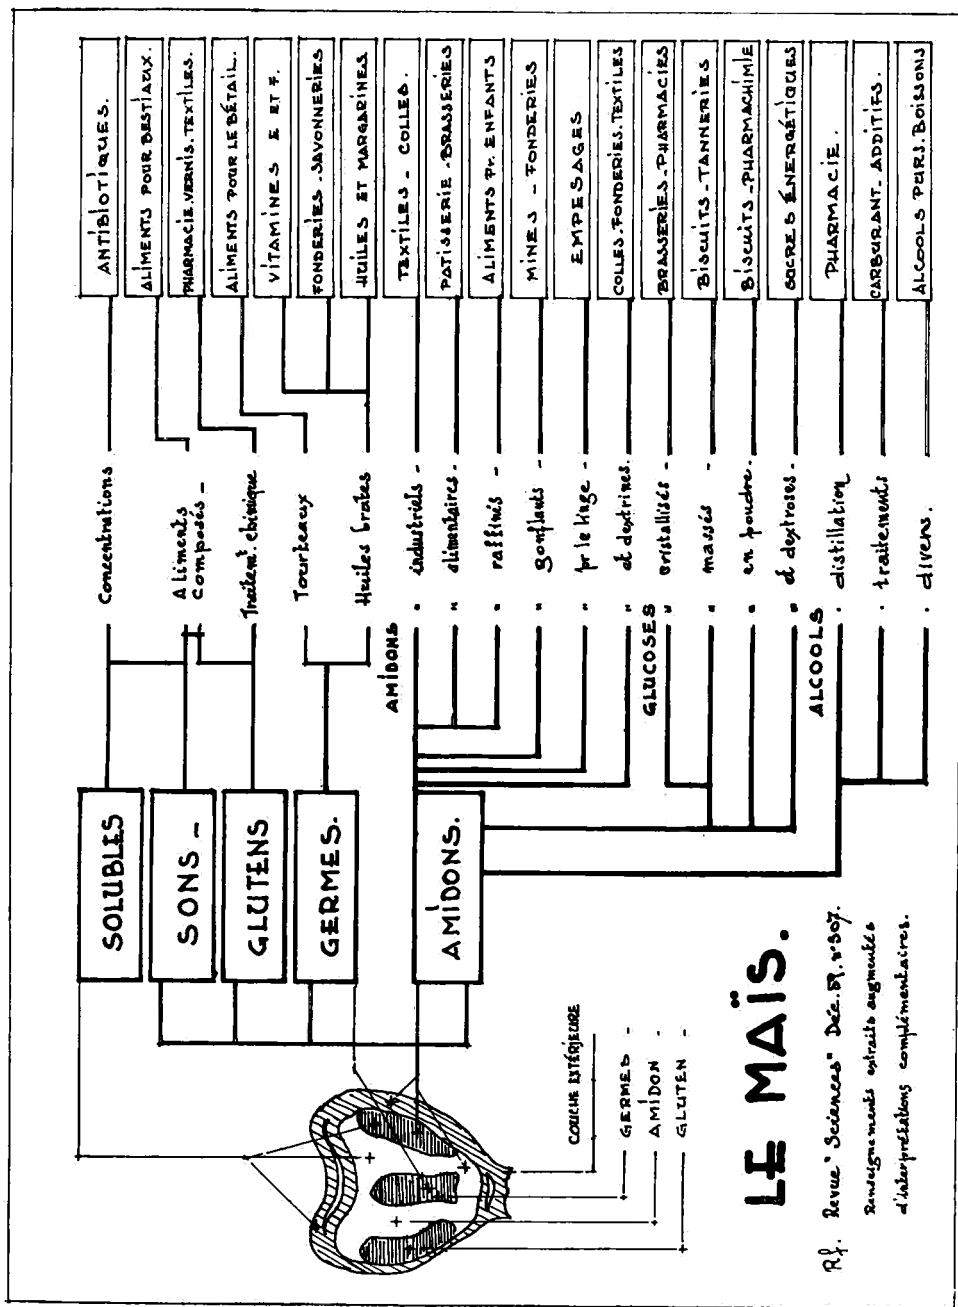 ANTIBIOTIQUES.
ALIMENTS POUR BESTIAUX.
PHARMACIE.VERNIS.TEXTILES.
ALIMENTS POUR LE BÉTAIL.
VITAMINES E ET F.
FONDERIES.SAVONNERIES
HUILES ET MARGARINES
TEXTILES - COLLES.
PATISSERIE.BRASSERIES
ALIMENTS Pr. ENFANTS
MINES - FONDERIES
EMPESAGES
COLLES.FONDERIES.TEXTILES
BRASSERIES-PHARMACIES
BISCUITS-TANNERIES
BISCUITS-PHARMACHIMIE
SUCRES ÉNERGÉTIQUES
PHARMACIE.
CARBURANT. ADDITIFS.
ALCOOLS PURS.BOISSONS
Concentrations
Aliments
composés -
Traitemt. chimique
Tourteaux
Huiles brutes
AMIDONS
" industriels -
" alimentaires.
" raffinés -
" gonflants -
" pr le linge -
" et dextrines.
GLUCOSES
" cristallisés -
" massés -
" en poudre.
" et dextroses.
ALCOOLS
. distillation
. traitements
. divers.
SOLUBLES
SONS -
GLUTENS
GERMES.
AMIDONS.
COUCHE EXTÉRIEURE
GERMES -
AMIDON -
GLUTEN -
LE MAÏS.
Rf. Revue "Sciences" Déc. 59. n°307.
Renseignements extraits augmentés
d'interprétations complémentaires.